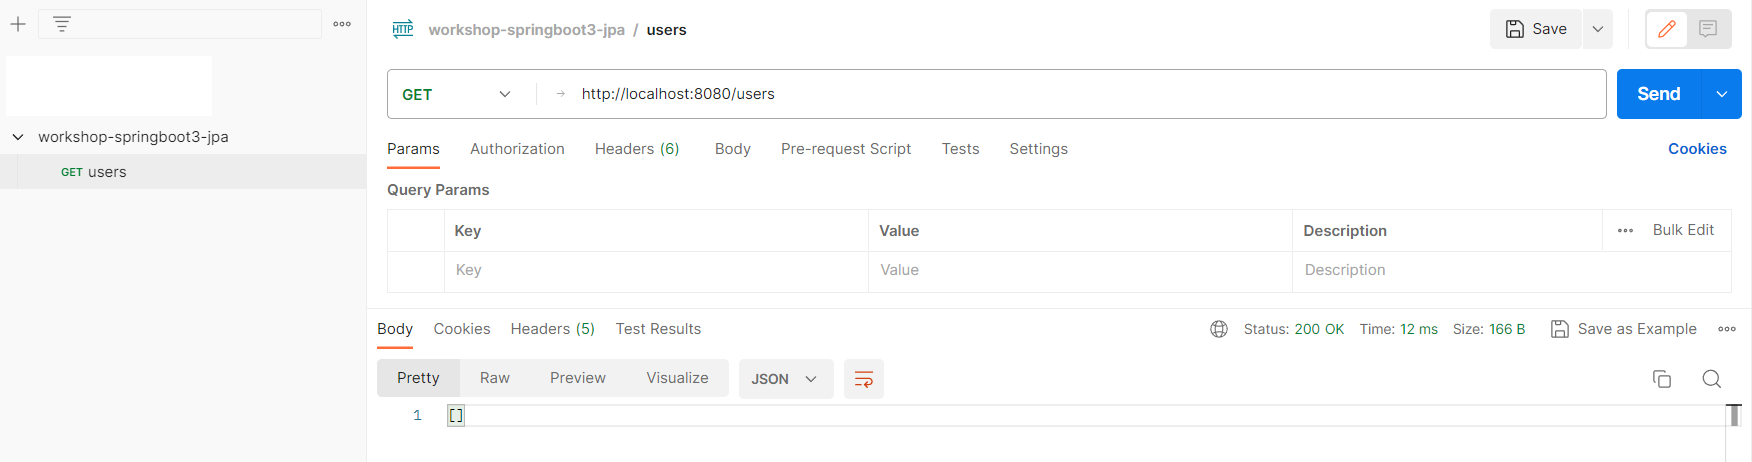 workshop-springboot3-jpa
GET users
HTTP workshop-springboot3-jpa / users
Save
GET http://localhost:8080/users
Send
Params Authorization Headers (6) Body Pre-request Script Tests Settings Cookies
Query Params
Key Value Description Bulk Edit
Key Value Description
Body Cookies Headers (5) Test Results Status: 200 OK Time: 12 ms Size: 166 B Save as Example
Pretty Raw Preview Visualize JSON
1 []